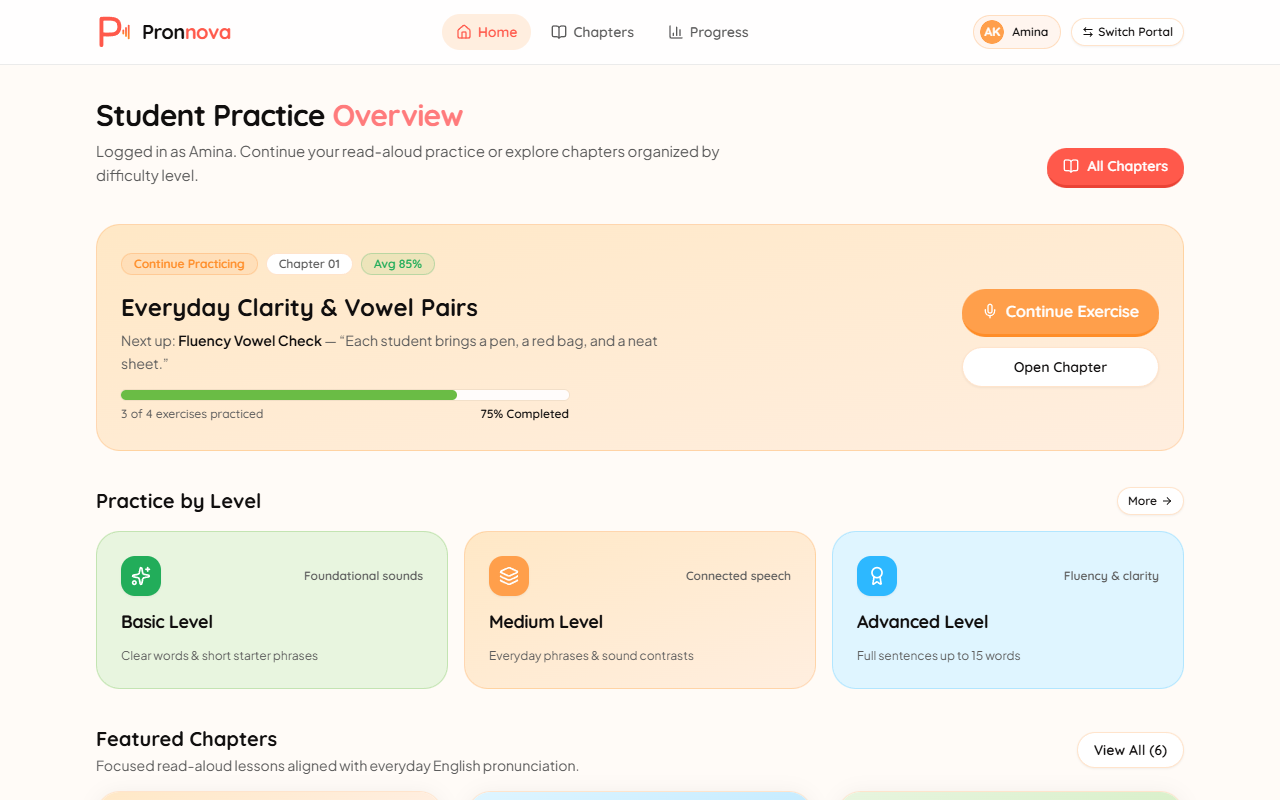 Pronnova
Home
Chapters
Progress
AK
Amina
Switch Portal
Student Practice Overview
Logged in as Amina. Continue your read-aloud practice or explore chapters organized by
difficulty level.
All Chapters
Continue Practicing
Chapter 01
Avg 85%
Everyday Clarity & Vowel Pairs
Next up: Fluency Vowel Check — “Each student brings a pen, a red bag, and a neat
sheet.”
3 of 4 exercises practiced
75% Completed
Continue Exercise
Open Chapter
Practice by Level
More →
Foundational sounds
Basic Level
Clear words & short starter phrases
Connected speech
Medium Level
Everyday phrases & sound contrasts
Fluency & clarity
Advanced Level
Full sentences up to 15 words
Featured Chapters
Focused read-aloud lessons aligned with everyday English pronunciation.
View All (6)